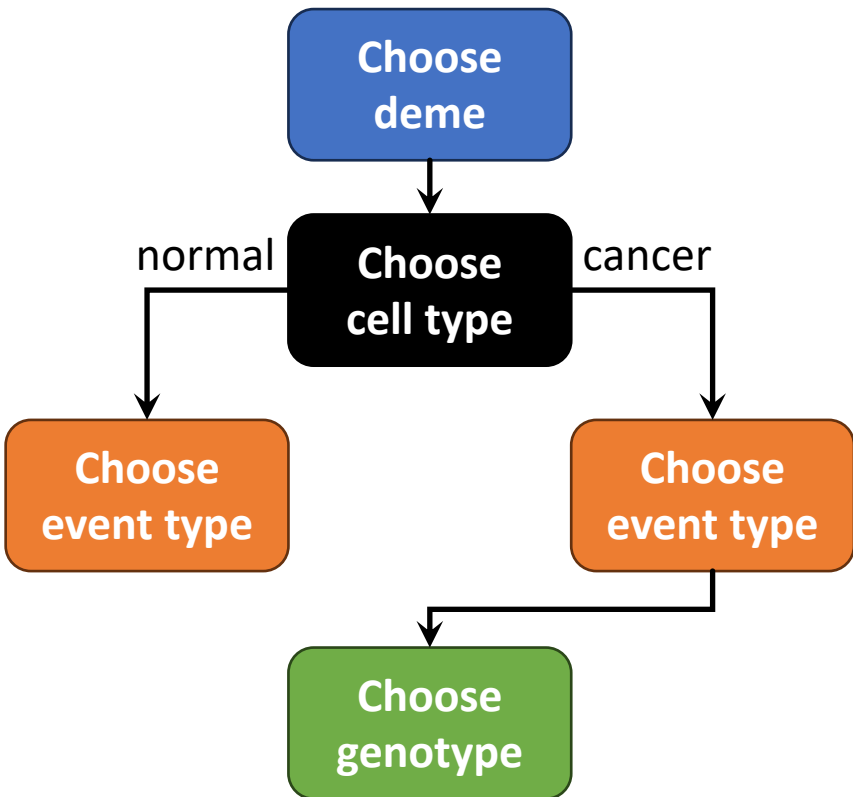 Choose
deme
normal
Choose
cell type
cancer
Choose
event type
Choose
event type
Choose
genotype